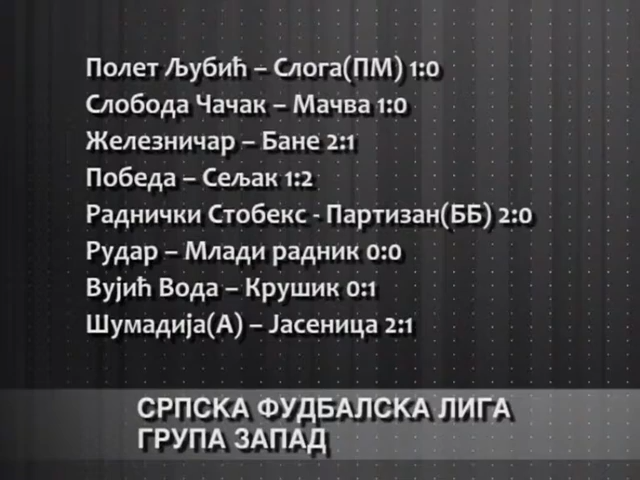 Полет Љубић – Слога(ПМ) 1:0
Слобода Чачак – Мачва 1:0
Железничар – Бане 2:1
Победа – Сељак 1:2
Раднички Стобекс - Партизан(ББ) 2:0
Рудар – Млади радник 0:0
Вујић Вода – Крушик 0:1
Шумадија(А) – Јасеница 2:1
СРПСКА ФУДБАЛСКА ЛИГА
ГРУПА ЗАПАД